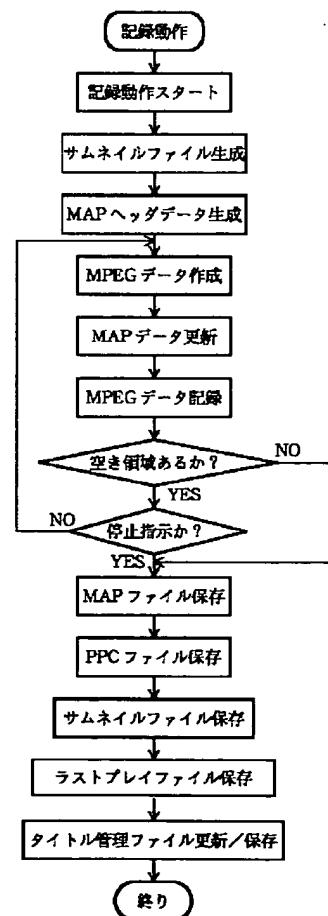 記録動作
記録動作スタート
サムネイルファイル生成
MAPヘッダデータ生成
MPEGデータ作成
MAPデータ更新
MPEGデータ記録
空き領域あるか？
NO
YES
NO
停止指示か？
YES
MAPファイル保存
PPCファイル保存
サムネイルファイル保存
ラストプレイファイル保存
タイトル管理ファイル更新／保存
終り